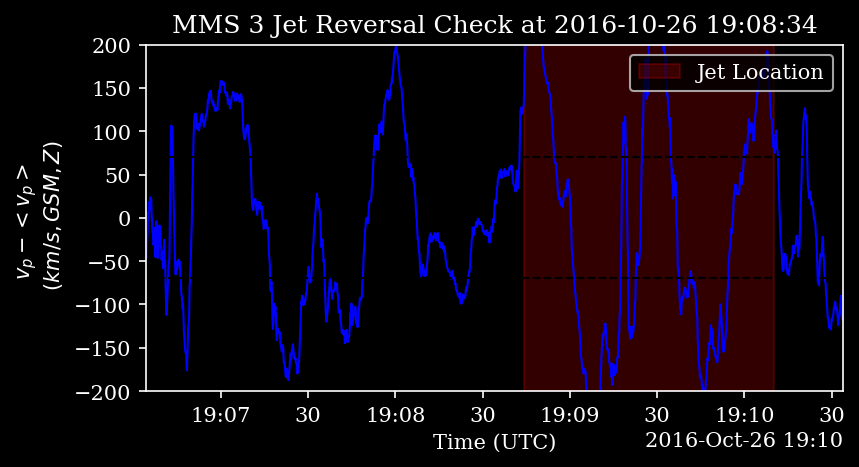 MMS 3 Jet Reversal Check at 2016-10-26 19:08:34
200
150
100
50
0
−50
−100
−150
−200
v_p − < v_p >
(km/s, GSM, Z)
Jet Location
19:07 30 19:08 30 19:09 30 19:10 30
Time (UTC)
2016-Oct-26 19:10